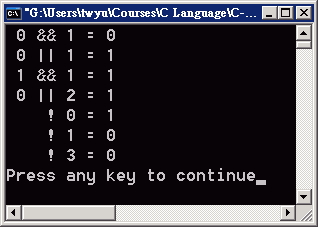 "G:\Users\twyu\Courses\C Language\C-...
0 && 1 = 0
0 || 1 = 1
1 && 1 = 1
0 || 2 = 1
! 0 = 1
! 1 = 0
! 3 = 0
Press any key to continue_